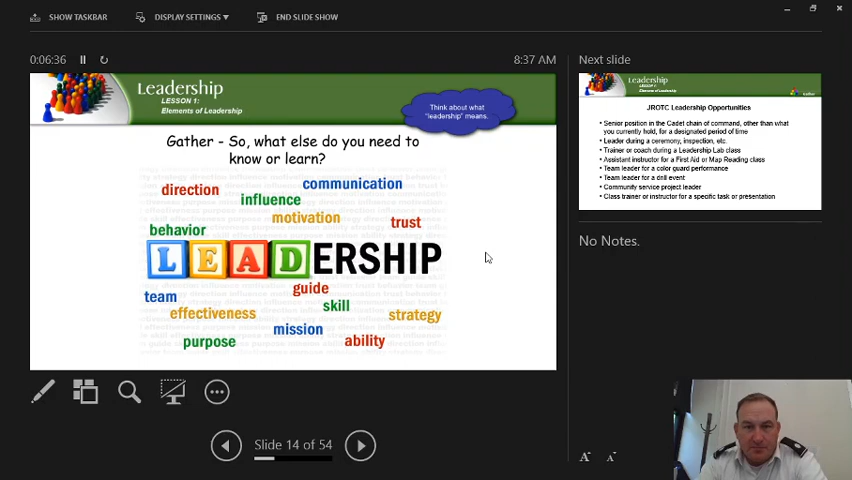 SHOW TASKBAR
DISPLAY SETTINGS
END SLIDE SHOW
0:06:36
8:37 AM
Leadership
LESSON 1:
Elements of Leadership
Think about what
"leadership" means.
Gather - So, what else do you need to
know or learn?
direction
communication
influence
motivation
trust
behavior
LEADERSHIP
team
guide
skill
effectiveness
strategy
mission
purpose
ability
Slide 14 of 54
Next slide
Leadership
LESSON 1:
Elements of Leadership
JROTC Leadership Opportunities
• Senior position in the Cadet chain of command, other than what
you currently hold, for a designated period of time
• Leader during a ceremony, inspection, etc.
• Trainer or coach during a Leadership Lab class
• Assistant instructor for a First Aid or Map Reading class
• Team leader for a color guard performance
• Team leader for a drill event
• Community service project leader
• Class trainer or instructor for a specific task or presentation
No Notes.
A A